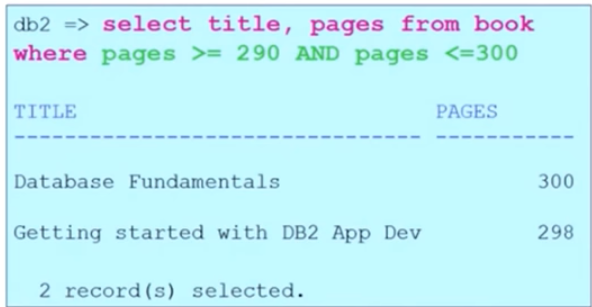 db2 => select title, pages from book
where pages >= 290 AND pages <=300
TITLE PAGES
-------------------------------- -----------
Database Fundamentals 300
Getting started with DB2 App Dev 298
2 record(s) selected.